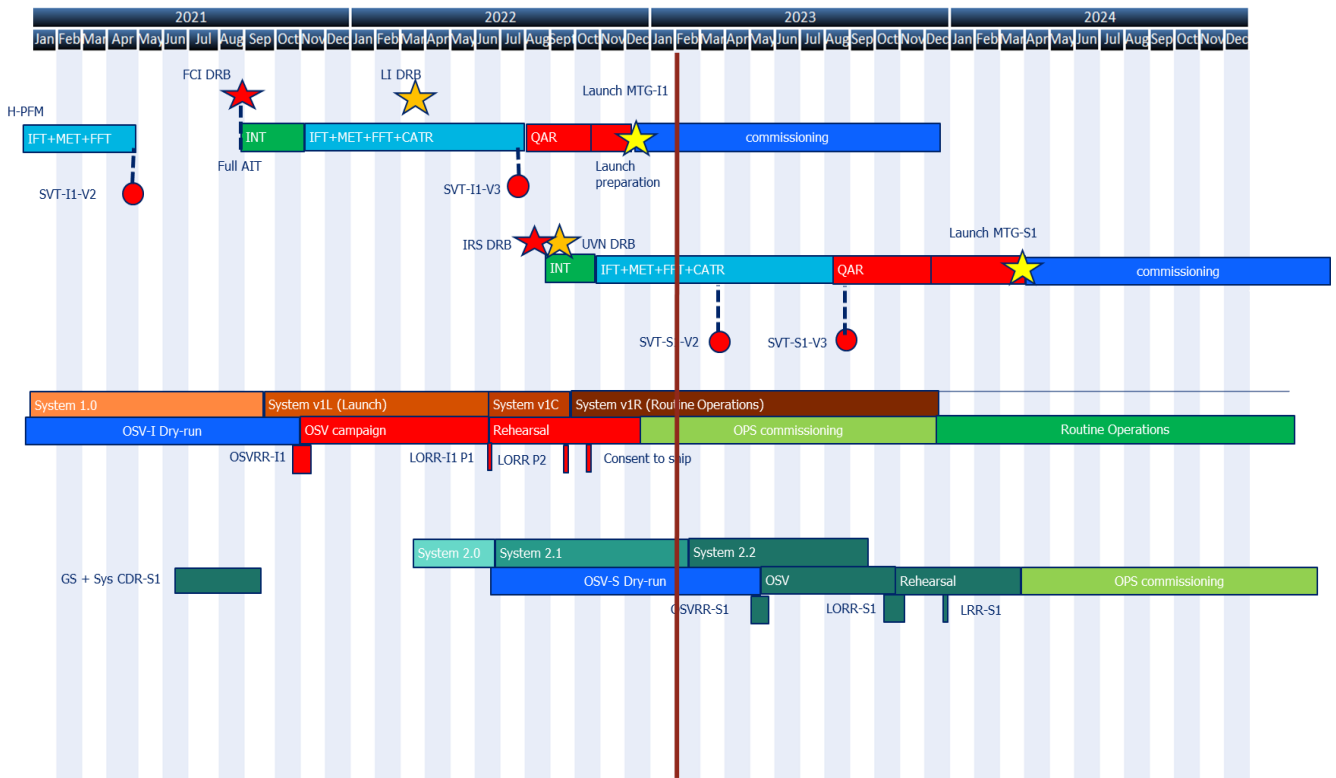 2021 2022 2023 2024
Jan Feb Mar Apr May Jun Jul Aug Sep Oct Nov Dec Jan Feb Mar Apr May Jun Jul Aug Sept Oct Nov Dec Jan Feb Mar Apr May Jun Jul Aug Sep Oct Nov Dec Jan Feb Mar Apr May Jun Jul Aug Sep Oct Nov Dec
FCI DRB
LI DRB
Launch MTG-I1
H-PFM
IFT+MET+FFT
INT
IFT+MET+FFT+CATR
QAR
commissioning
Full AIT
Launch
preparation
SVT-I1-V2
SVT-I1-V3
Launch MTG-S1
IRS DRB
UVN DRB
INT
IFT+MET+FFT+CATR
QAR
commissioning
SVT-S1-V2
SVT-S1-V3
System 1.0
System v1L (Launch)
System v1C
System v1R (Routine Operations)
OSV-I Dry-run
OSV campaign
Rehearsal
OPS commissioning
Routine Operations
OSVRR-I1
LORR-I1 P1
LORR P2
Consent to ship
System 2.0
System 2.1
System 2.2
GS + Sys CDR-S1
OSV-S Dry-run
OSV
Rehearsal
OPS commissioning
OSVRR-S1
LORR-S1
LRR-S1